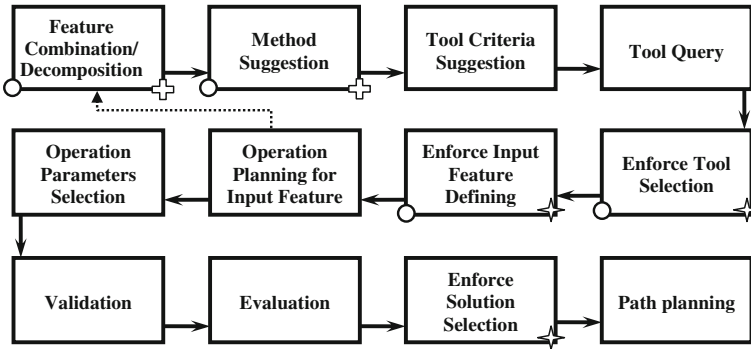 Feature
Combination/
Decomposition
Method
Suggestion
Tool Criteria
Suggestion
Tool Query
Operation
Parameters
Selection
Operation
Planning for
Input Feature
Enforce Input
Feature
Defining
Enforce Tool
Selection
Validation
Evaluation
Enforce
Solution
Selection
Path planning